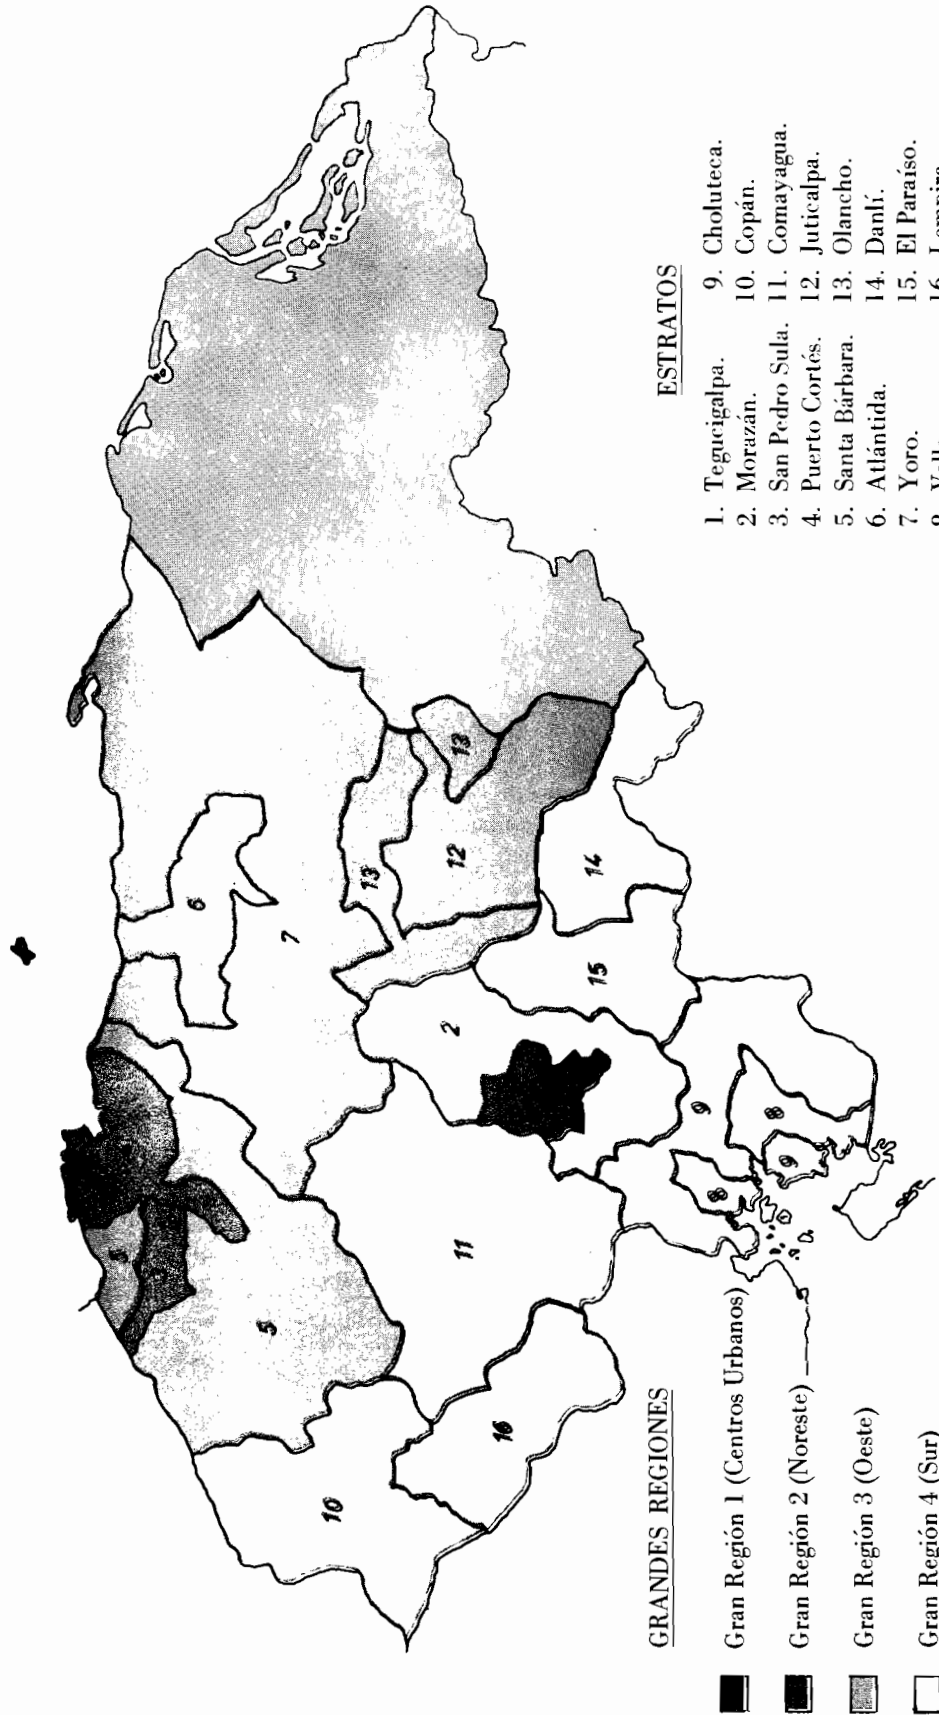 6
7
5
5
13
13
12
14
2
15
11
9
8
8
9
10
16
GRANDES REGIONES
Gran Región 1 (Centros Urbanos)
Gran Región 2 (Noreste)
Gran Región 3 (Oeste)
Gran Región 4 (Sur)
ESTRATOS
1. Tegucigalpa.
2. Morazán.
3. San Pedro Sula.
4. Puerto Cortés.
5. Santa Bárbara.
6. Atlántida.
7. Yoro.
8.
9. Choluteca.
10. Copán.
11. Comayagua.
12. Juticalpa.
13. Olancho.
14. Danlí.
15. El Paraíso.
16.